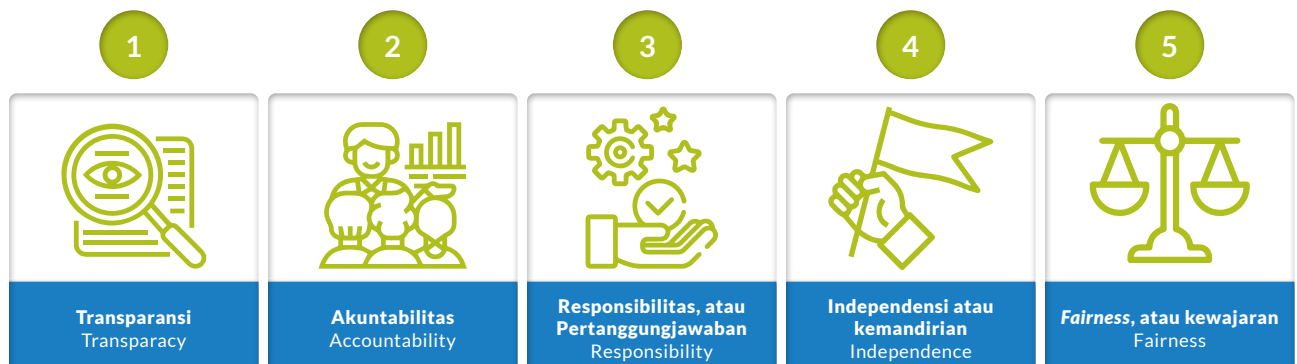 1
2
3
4
5
Transparansi
Transparacy
Akuntabilitas
Accountability
Responsibilitas, atau
Pertanggungjawaban
Responsibility
Independensi atau
kemandirian
Independence
Fairness, atau kewajaran
Fairness